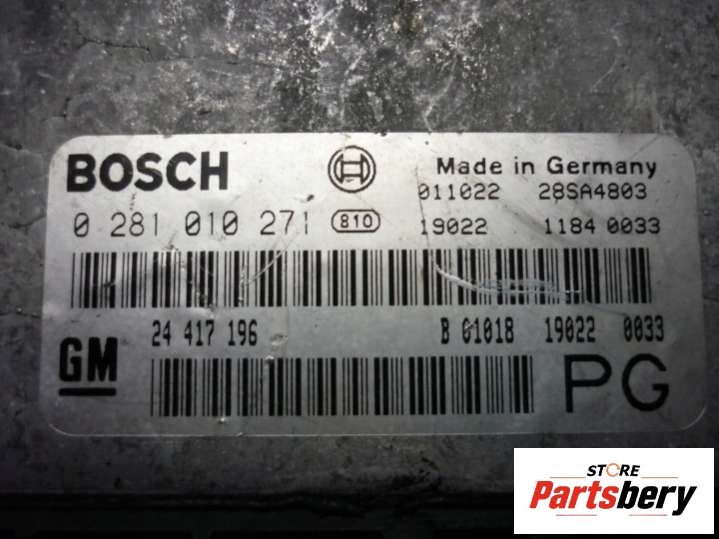 BOSCH
Made in Germany
011022 28SA4803
0 281 010 271 810 19022 1184 0033
24 417 196 B 01018 19022 0033
GM PG
STORE
Partsbery